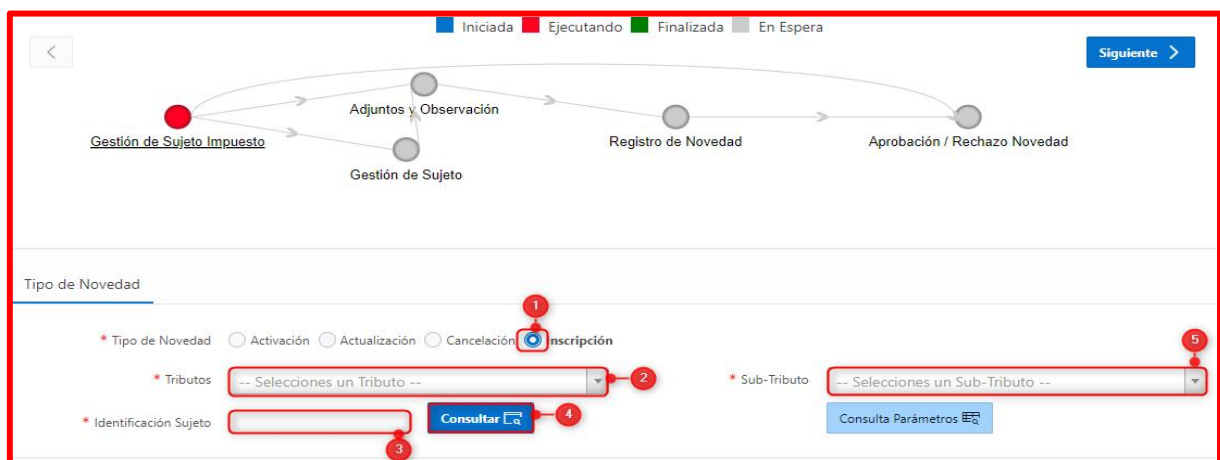 Iniciada Ejecutando Finalizada En Espera
Siguiente
Adjuntos y Observación
Gestión de Sujeto Impuesto
Registro de Novedad
Aprobación / Rechazo Novedad
Gestión de Sujeto
Tipo de Novedad
1
* Tipo de Novedad Activación Actualización Cancelación Inscripción
5
* Tributos -- Selecciones un Tributo -- 2 * Sub-Tributo -- Selecciones un Sub-Tributo --
* Identificación Sujeto Consultar 4 Consulta Parámetros
3